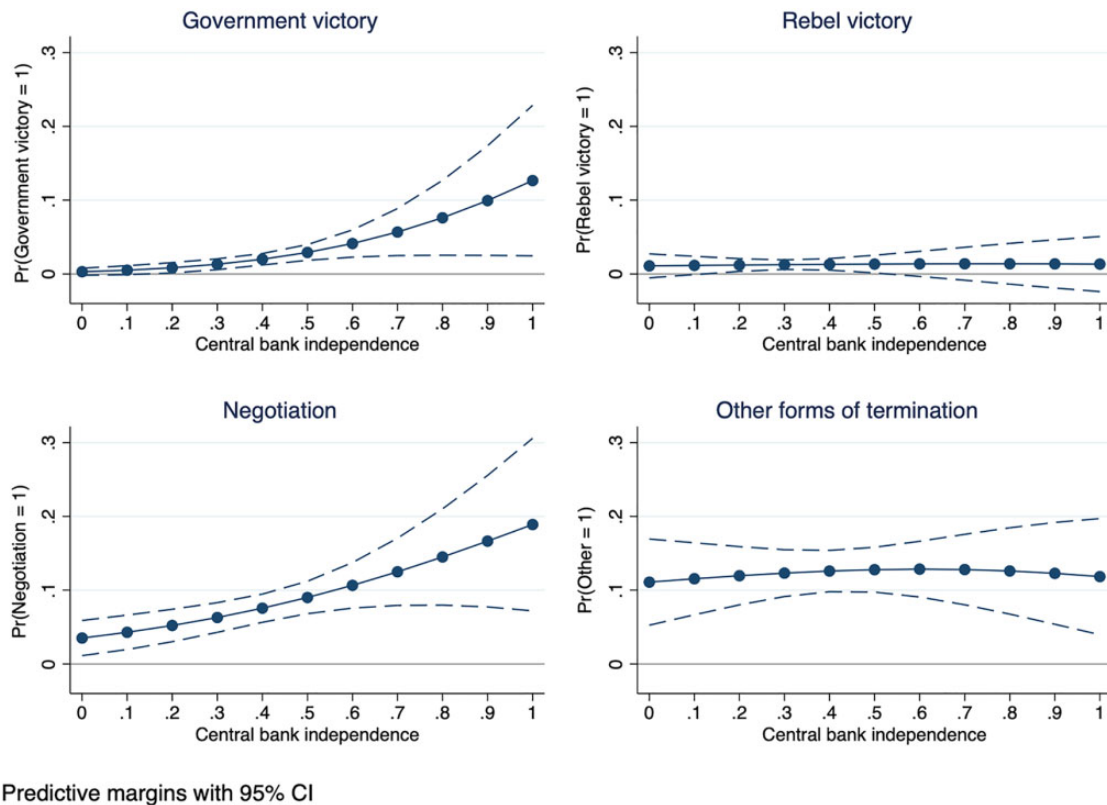 Government victory
Pr(Government victory = 1)
.3
.2
.1
0
0 .1 .2 .3 .4 .5 .6 .7 .8 .9 1
Central bank independence
Rebel victory
Pr(Rebel victory = 1)
.3
.2
.1
0
0 .1 .2 .3 .4 .5 .6 .7 .8 .9 1
Central bank independence
Negotiation
Pr(Negotiation = 1)
.3
.2
.1
0
0 .1 .2 .3 .4 .5 .6 .7 .8 .9 1
Central bank independence
Other forms of termination
Pr(Other = 1)
.3
.2
.1
0
0 .1 .2 .3 .4 .5 .6 .7 .8 .9 1
Central bank independence
Predictive margins with 95% CI